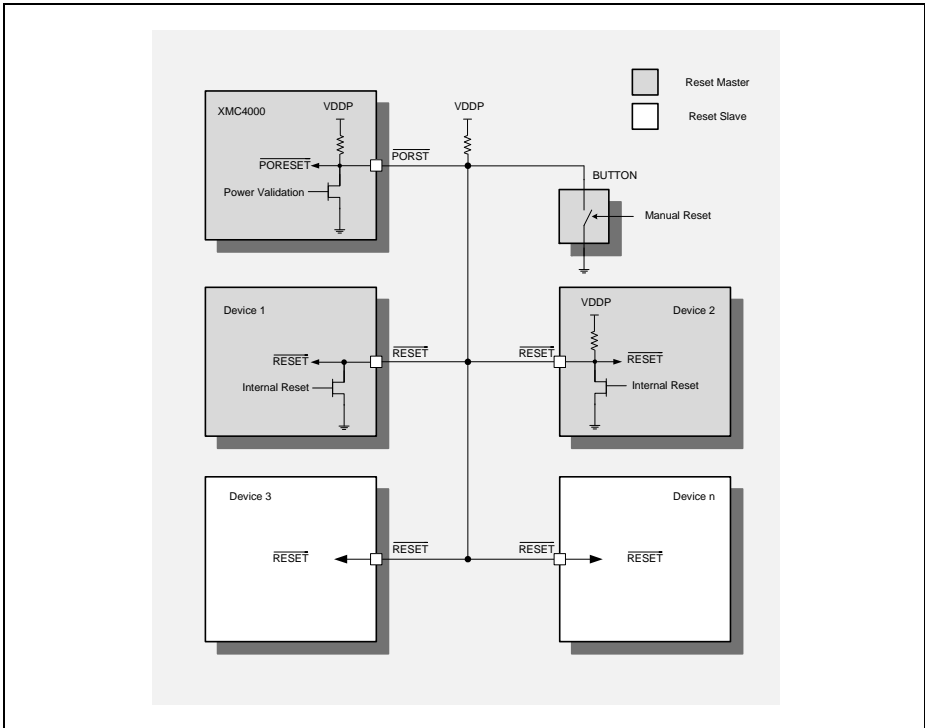 Reset Master
Reset Slave
XMC4000
VDDP
VDDP
PORESET
PORST
Power Validation
BUTTON
Manual Reset
Device 1
RESET
RESET
Internal Reset
VDDP
Device 2
RESET
RESET
Internal Reset
Device 3
RESET
RESET
Device n
RESET
RESET